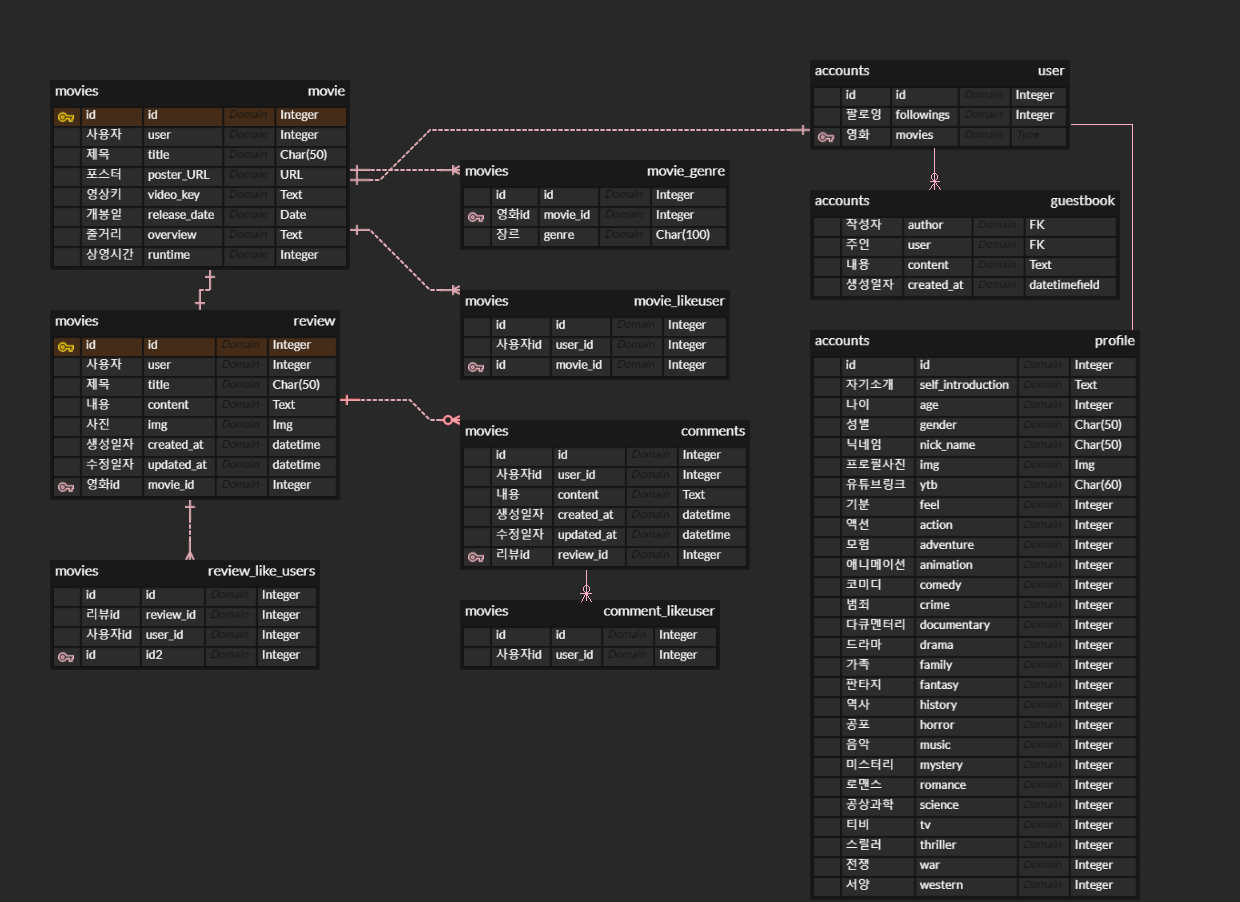 movies movie
id id Domain Integer
사용자 user Domain Integer
제목 title Domain Char(50)
포스터 poster_URL Domain URL
영상키 video_key Domain Text
개봉일 release_date Domain Date
줄거리 overview Domain Text
상영시간 runtime Domain Integer
movies review
id id Domain Integer
사용자 user Domain Integer
제목 title Domain Char(50)
내용 content Domain Text
사진 img Domain Img
생성일자 created_at Domain datetime
수정일자 updated_at Domain datetime
영화id movie_id Domain Integer
movies review_like_users
id id Domain Integer
리뷰id review_id Domain Integer
사용자id user_id Domain Integer
id id2 Domain Integer
movies movie_genre
id id Domain Integer
영화id movie_id Domain Integer
장르 genre Domain Char(100)
movies movie_likeuser
id id Domain Integer
사용자id user_id Domain Integer
id movie_id Domain Integer
movies comments
id id Domain Integer
사용자id user_id Domain Integer
내용 content Domain Text
생성일자 created_at Domain datetime
수정일자 updated_at Domain datetime
리뷰id review_id Domain Integer
movies comment_likeuser
id id Domain Integer
사용자id user_id Domain Integer
accounts user
id id Domain Integer
팔로잉 followings Domain Integer
영화 movies Domain Type
accounts guestbook
작성자 author Domain FK
주인 user Domain FK
내용 content Domain Text
생성일자 created_at Domain datetimefield
accounts profile
id id Domain Integer
자기소개 self_introduction Domain Text
나이 age Domain Integer
성별 gender Domain Char(50)
닉네임 nick_name Domain Char(50)
프로필사진 img Domain Img
유튜브링크 ytb Domain Char(60)
기분 feel Domain Integer
액션 action Domain Integer
모험 adventure Domain Integer
애니메이션 animation Domain Integer
코미디 comedy Domain Integer
범죄 crime Domain Integer
다큐멘터리 documentary Domain Integer
드라마 drama Domain Integer
가족 family Domain Integer
판타지 fantasy Domain Integer
역사 history Domain Integer
공포 horror Domain Integer
음악 music Domain Integer
미스터리 mystery Domain Integer
로맨스 romance Domain Integer
공상과학 science Domain Integer
티비 tv Domain Integer
스릴러 thriller Domain Integer
전쟁 war Domain Integer
서양 western Domain Integer